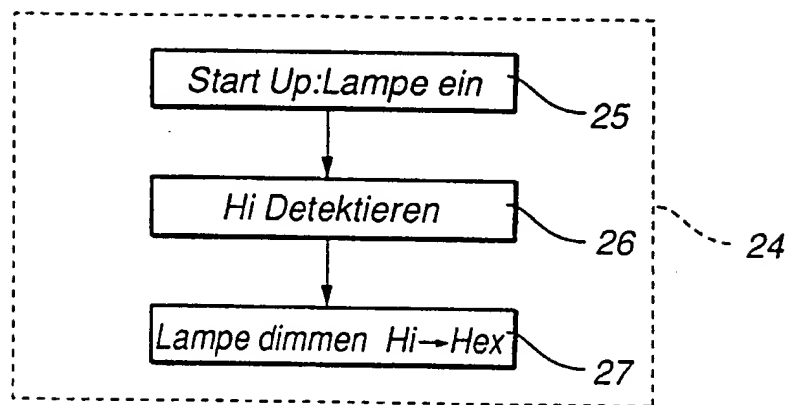 Start Up:Lampe ein
25
Hi Detektieren
26
24
Lampe dimmen Hi→Hex
27